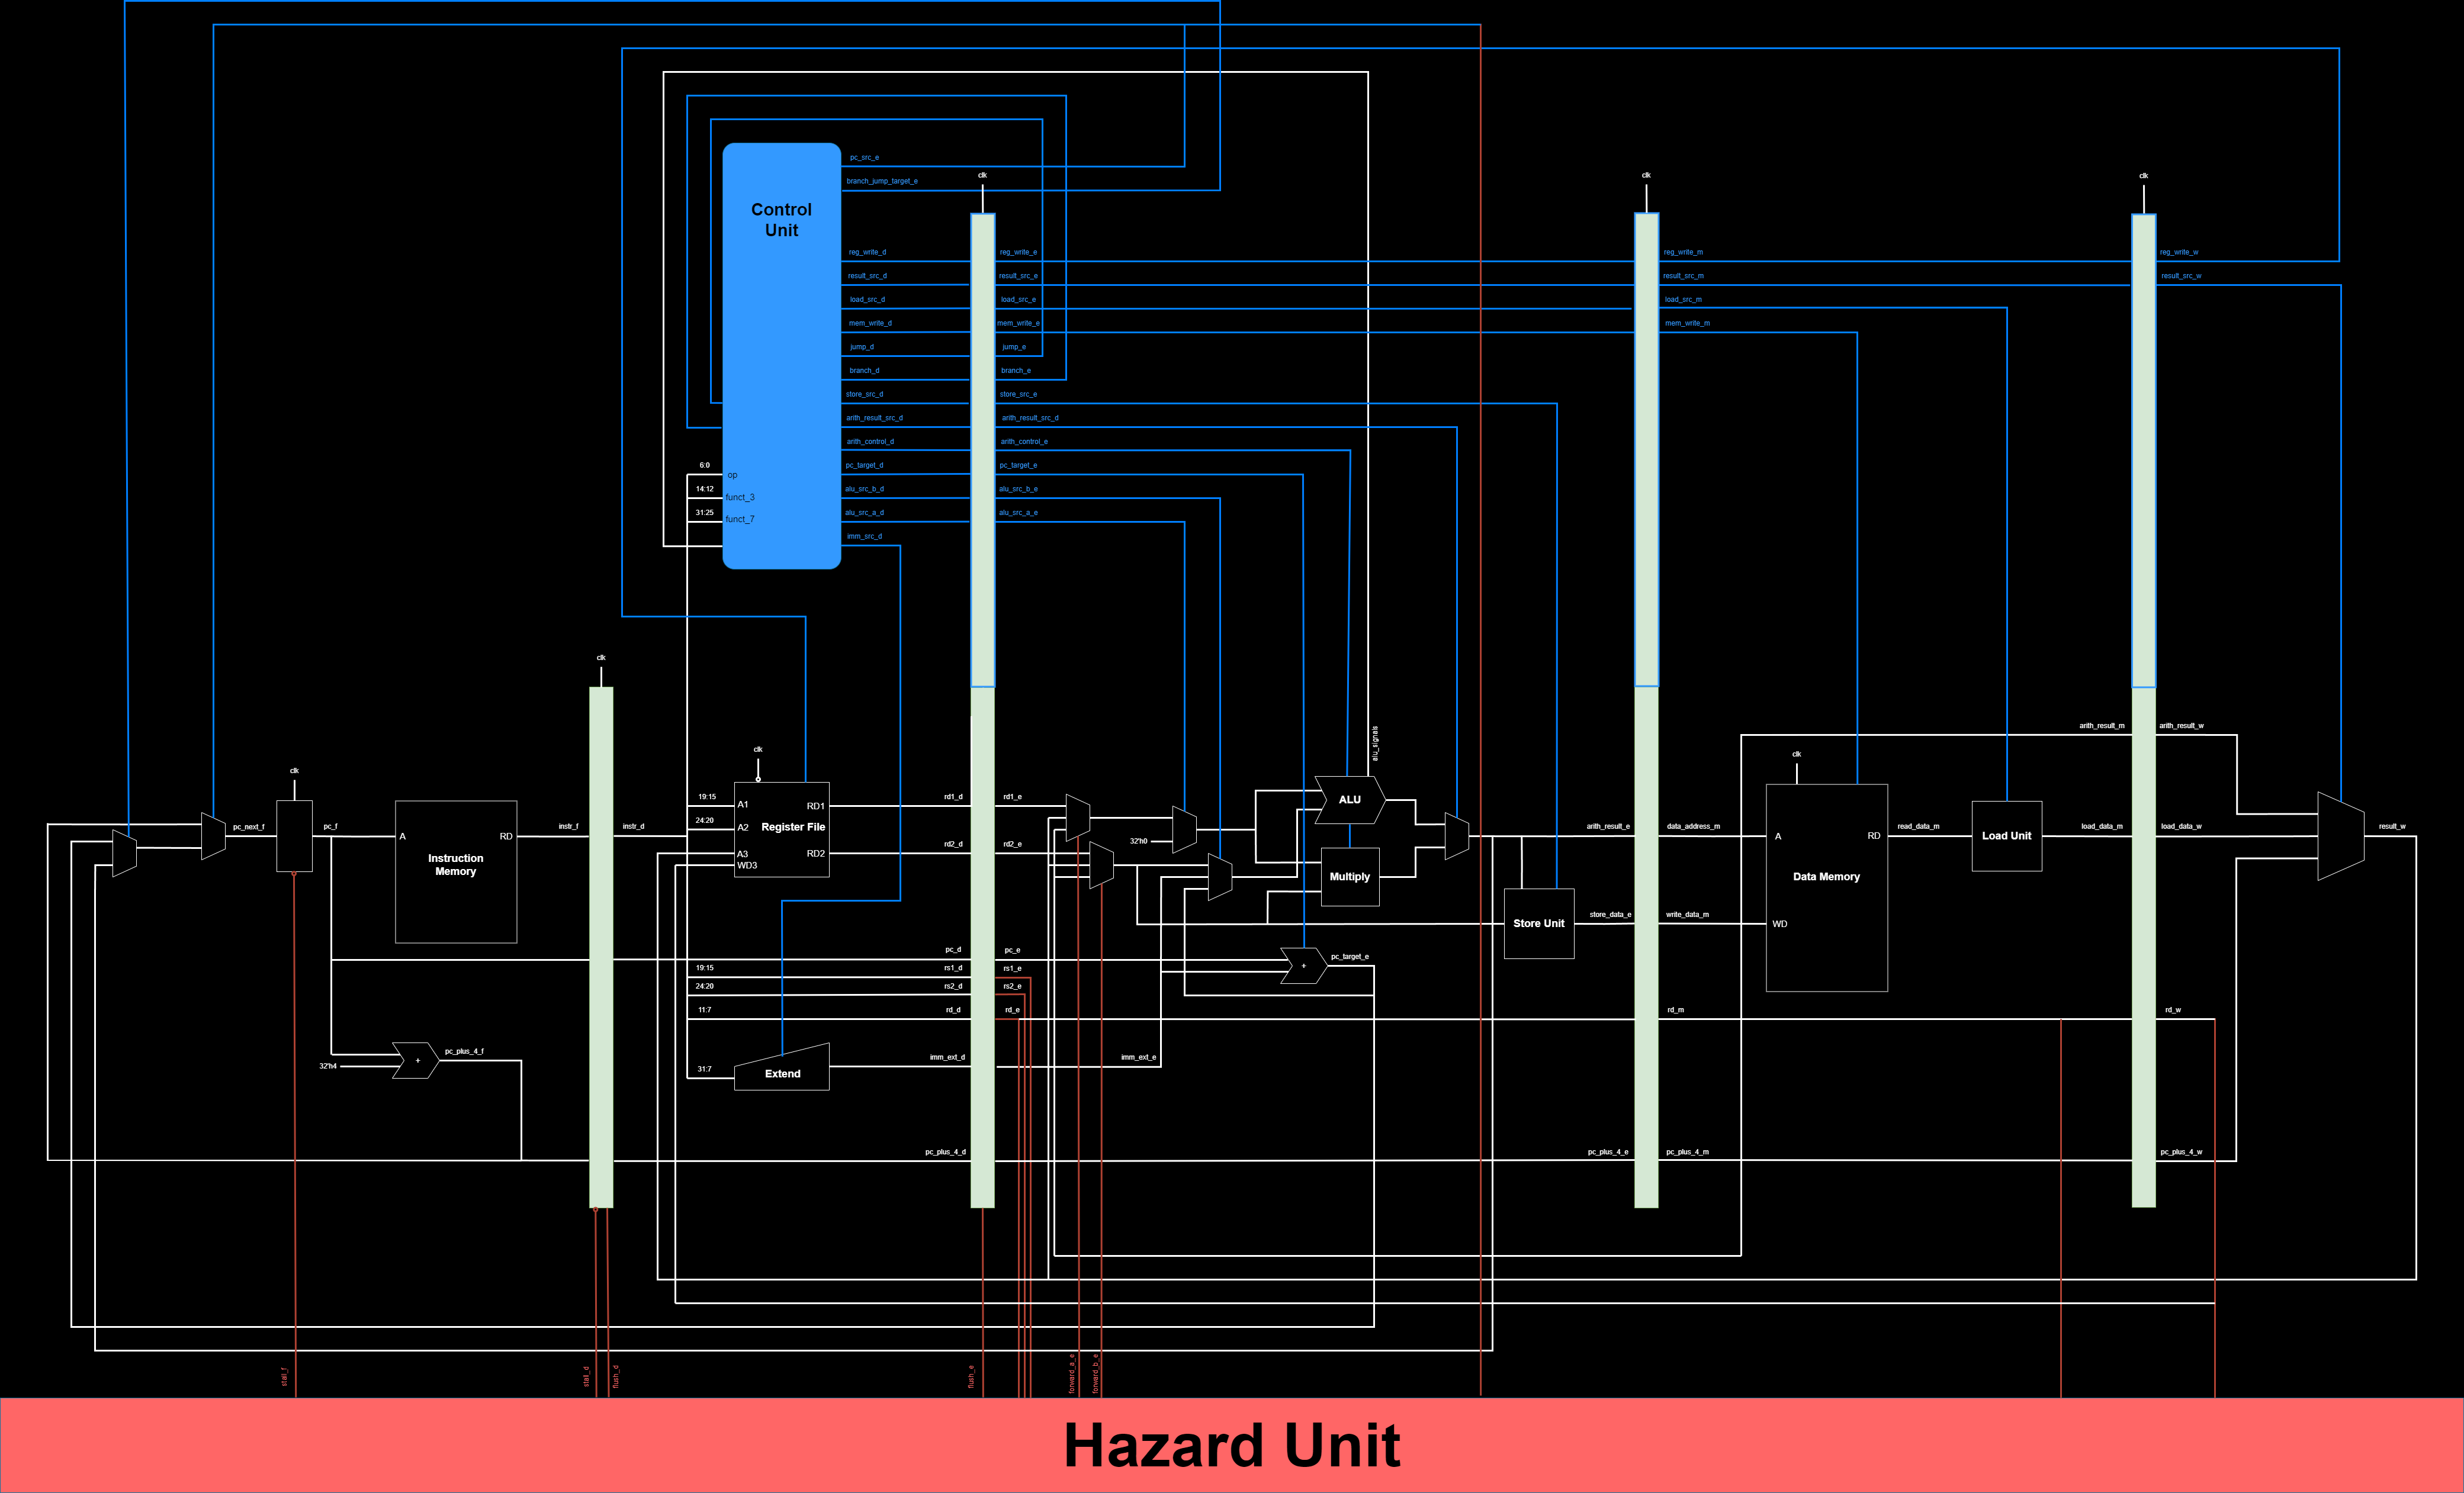 pc_src_e
branch_jump_target_e
clk
clk
clk
Control
Unit
reg_write_d
reg_write_e
reg_write_m
reg_write_w
result_src_d
result_src_e
result_src_m
result_src_w
load_src_d
load_src_e
load_src_m
mem_write_d
mem_write_e
mem_write_m
jump_d
jump_e
branch_d
branch_e
store_src_d
store_src_e
arith_result_src_d
arith_result_src_d
arith_control_d
arith_control_e
6:0
op
pc_target_d
pc_target_e
14:12
funct_3
alu_src_b_d
alu_src_b_e
31:25
funct_7
alu_src_a_d
alu_src_a_e
imm_src_d
clk
alu_signals
arith_result_m
arith_result_w
clk
clk
clk
19:15
A1
RD1
rd1_d
rd1_e
ALU
pc_next_f
pc_f
A
RD
instr_f
instr_d
24:20
A2
Register File
32'h0
arith_result_e
data_address_m
A
RD
read_data_m
Load Unit
load_data_m
load_data_w
result_w
Instruction
Memory
A3
RD2
rd2_d
rd2_e
WD3
Multiply
Data Memory
Store Unit
store_data_e
write_data_m
WD
pc_d
pc_e
+
pc_target_e
19:15
rs1_d
rs1_e
24:20
rs2_d
rs2_e
11:7
rd_d
rd_e
rd_m
rd_w
+
pc_plus_4_f
32'h4
31:7
Extend
imm_ext_d
imm_ext_e
pc_plus_4_d
pc_plus_4_e
pc_plus_4_m
pc_plus_4_w
stall_f
stall_d
flush_d
flush_e
forward_a_e
forward_b_e
Hazard Unit